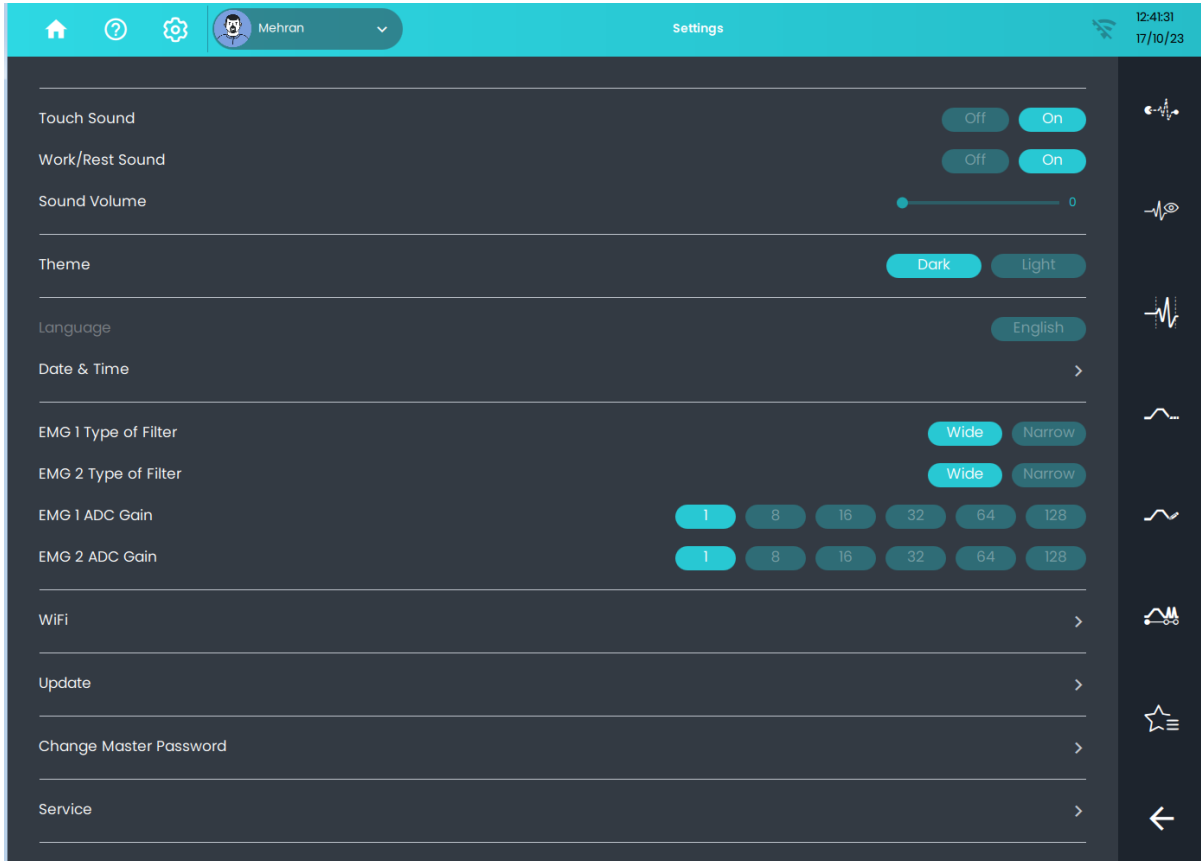 Mehran
Settings
12:41:31
17/10/23
Touch Sound Off On
Work/Rest Sound Off On
Sound Volume 0
Theme Dark Light
Language English
Date & Time
EMG 1 Type of Filter Wide Narrow
EMG 2 Type of Filter Wide Narrow
EMG 1 ADC Gain 1 8 16 32 64 128
EMG 2 ADC Gain 1 8 16 32 64 128
WiFi
Update
Change Master Password
Service